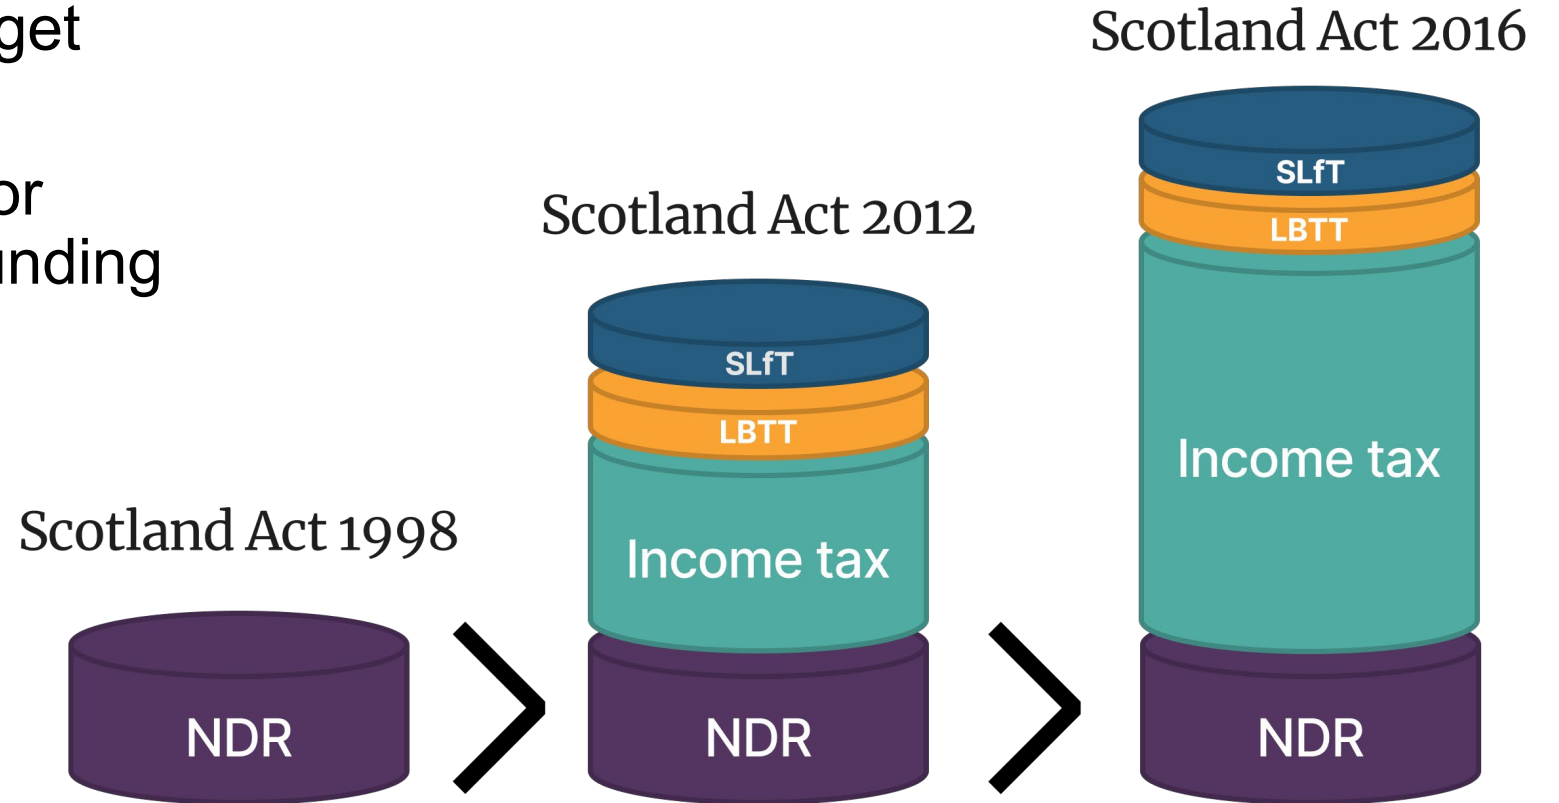 get
or
unding
Scotland Act 1998
NDR
Scotland Act 2012
SLfT
LBTT
Income tax
NDR
Scotland Act 2016
SLfT
LBTT
Income tax
NDR